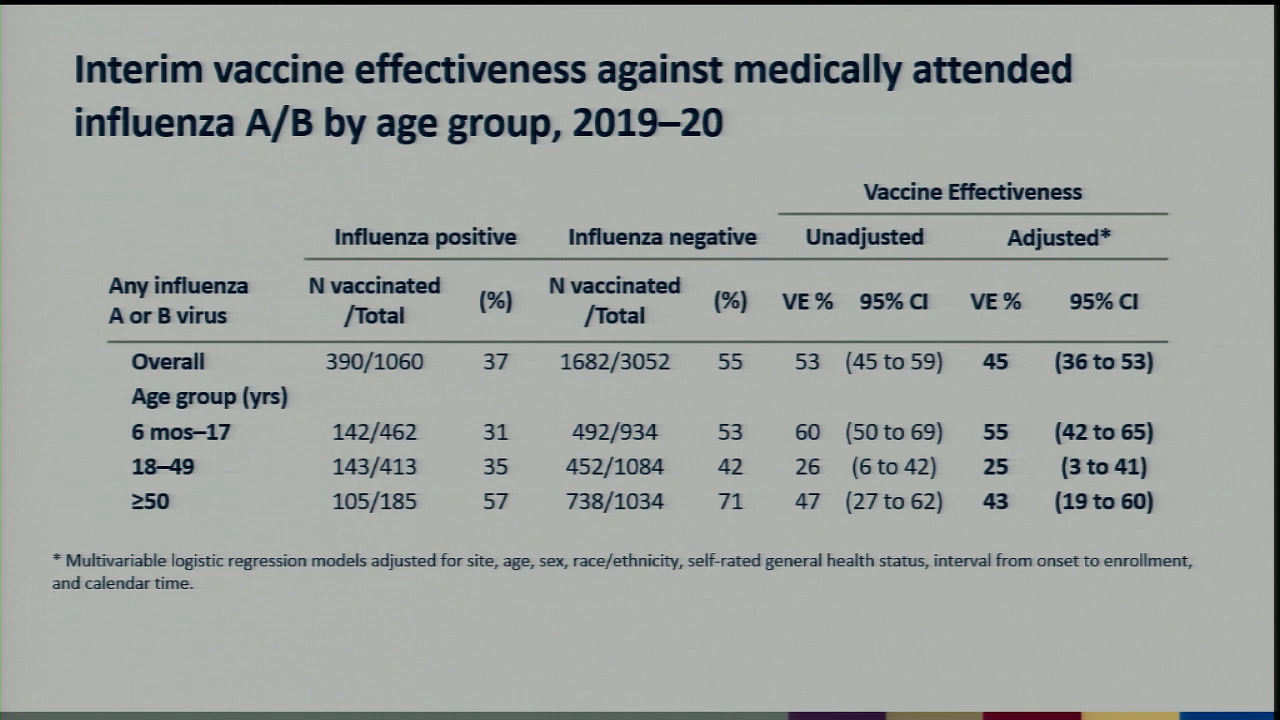 Interim vaccine effectiveness against medically attended
influenza A/B by age group, 2019–20
Vaccine Effectiveness
Influenza positive Influenza negative Unadjusted Adjusted*
Any influenza A or B virus N vaccinated /Total (%) N vaccinated /Total (%) VE % 95% CI VE % 95% CI
Overall 390/1060 37 1682/3052 55 53 (45 to 59) 45 (36 to 53)
Age group (yrs)
6 mos–17 142/462 31 492/934 53 60 (50 to 69) 55 (42 to 65)
18–49 143/413 35 452/1084 42 26 (6 to 42) 25 (3 to 41)
≥50 105/185 57 738/1034 71 47 (27 to 62) 43 (19 to 60)
* Multivariable logistic regression models adjusted for site, age, sex, race/ethnicity, self-rated general health status, interval from onset to enrollment,
and calendar time.